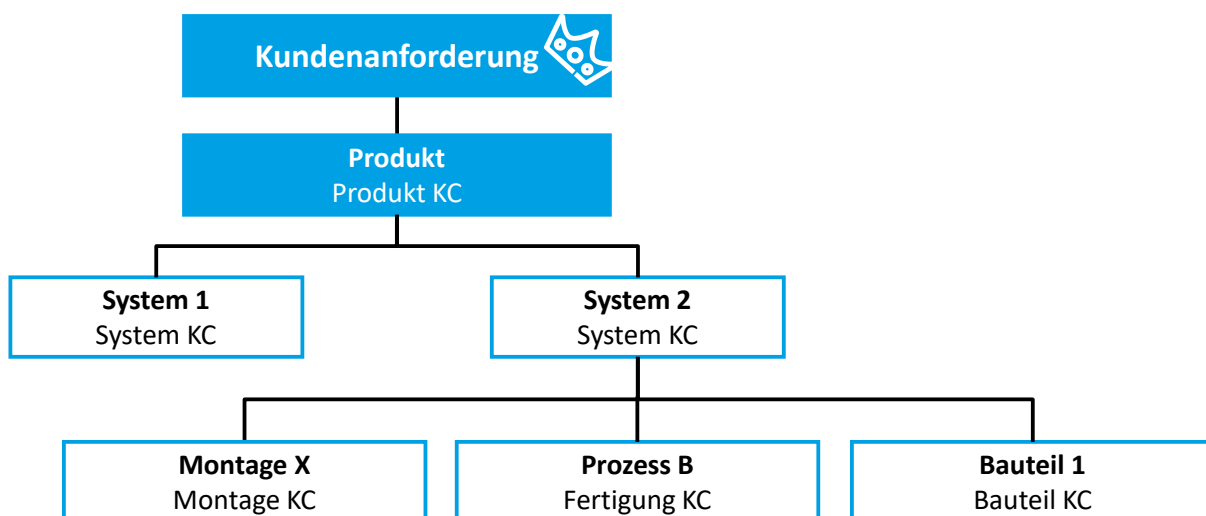 Kundenanforderung
Produkt
Produkt KC
System 1
System KC
System 2
System KC
Montage X
Montage KC
Prozess B
Fertigung KC
Bauteil 1
Bauteil KC